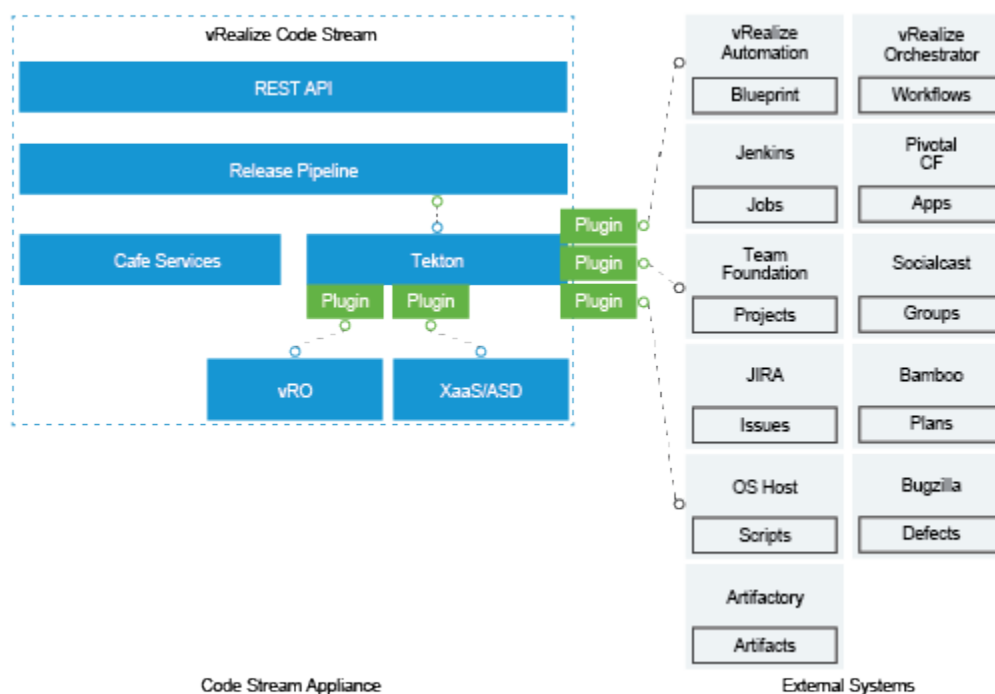 vRealize Code Stream
REST API
Release Pipeline
Cafe Services
Tekton
Plugin
Plugin
Plugin
Plugin
Plugin
vRO
XaaS/ASD
Code Stream Appliance
vRealize
Automation
Blueprint
vRealize
Orchestrator
Workflows
Jenkins
Jobs
Pivotal
CF
Apps
Team
Foundation
Projects
Socialcast
Groups
JIRA
Issues
Bamboo
Plans
OS Host
Scripts
Bugzilla
Defects
Artifactory
Artifacts
External Systems